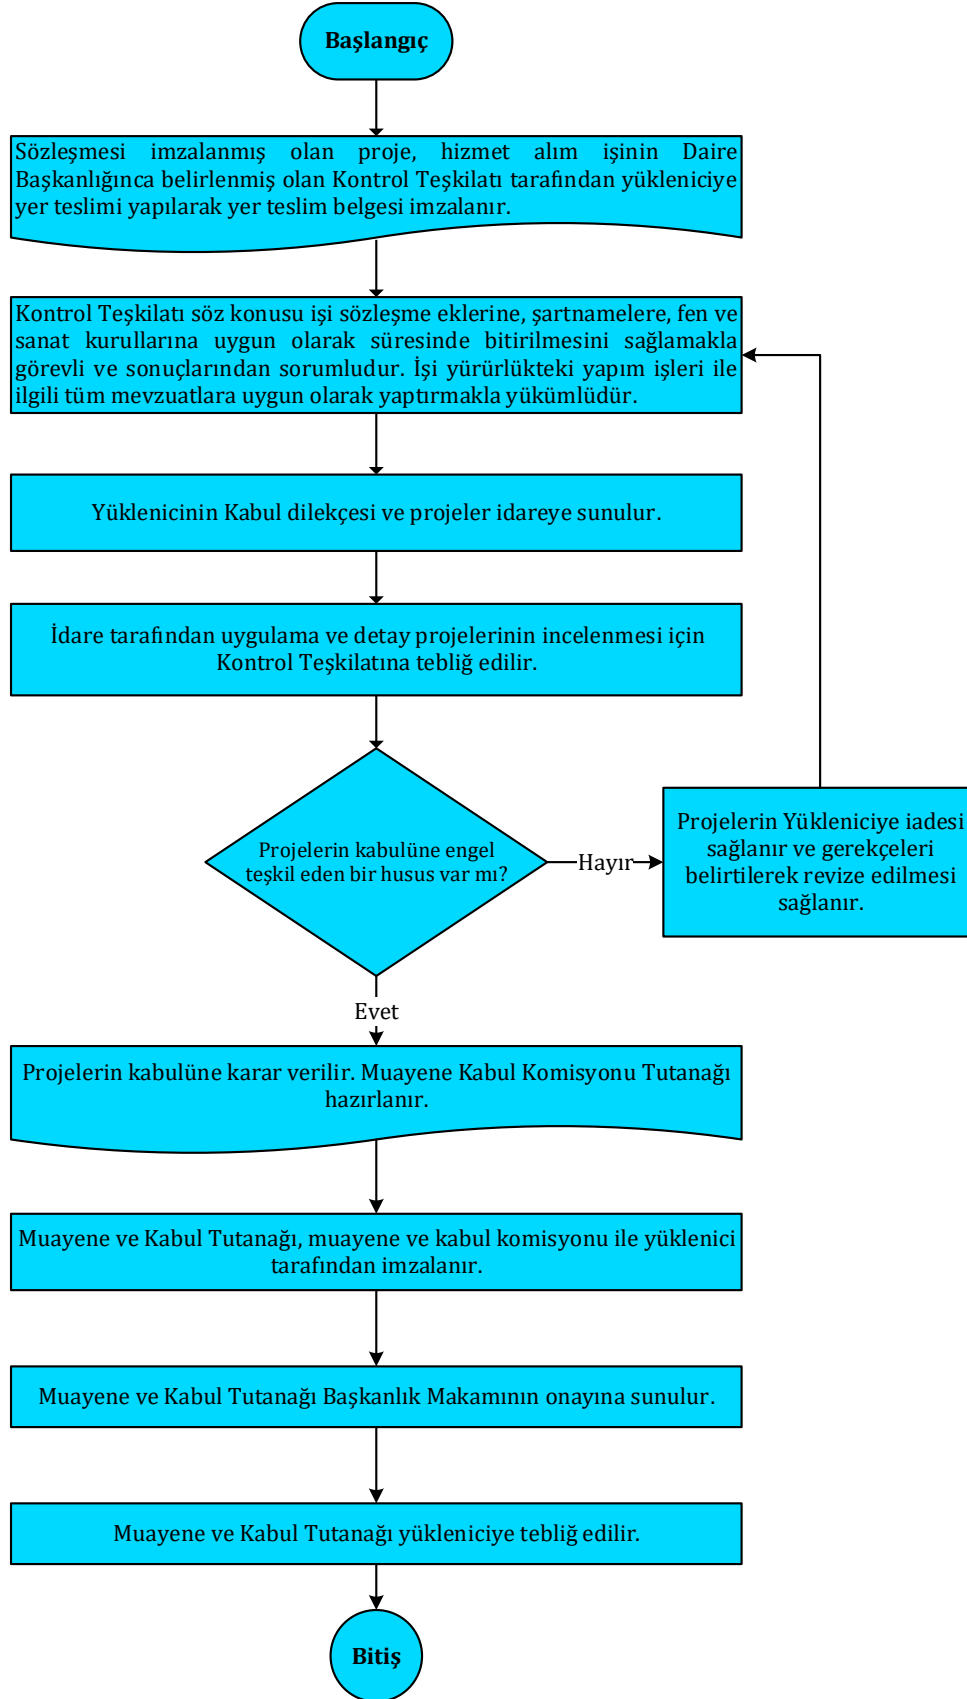 Başlangıç
Sözleşmesi imzalanmış olan proje, hizmet alım işinin Daire
Başkanlığınca belirlenmiş olan Kontrol Teşkilatı tarafından yükleniciye
yer teslimi yapılarak yer teslim belgesi imzalanır.
Kontrol Teşkilatı söz konusu işi sözleşme eklerine, şartnamelere, fen ve
sanat kurullarına uygun olarak süresinde bitirilmesini sağlamakla
görevli ve sonuçlarından sorumludur. İşi yürürlükteki yapım işleri ile
ilgili tüm mevzuatlara uygun olarak yaptırmakla yükümlüdür.
Yüklenicinin Kabul dilekçesi ve projeler idareye sunulur.
İdare tarafından uygulama ve detay projelerinin incelenmesi için
Kontrol Teşkilatına tebliğ edilir.
Projelerin kabulüne engel
teşkil eden bir husus var mı?
Hayır
Projelerin Yükleniciye iadesi
sağlanır ve gerekçeleri
belirtilerek revize edilmesi
sağlanır.
Evet
Projelerin kabulüne karar verilir. Muayene Kabul Komisyonu Tutanağı
hazırlanır.
Muayene ve Kabul Tutanağı, muayene ve kabul komisyonu ile yüklenici
tarafından imzalanır.
Muayene ve Kabul Tutanağı Başkanlık Makamının onayına sunulur.
Muayene ve Kabul Tutanağı yükleniciye tebliğ edilir.
Bitiş